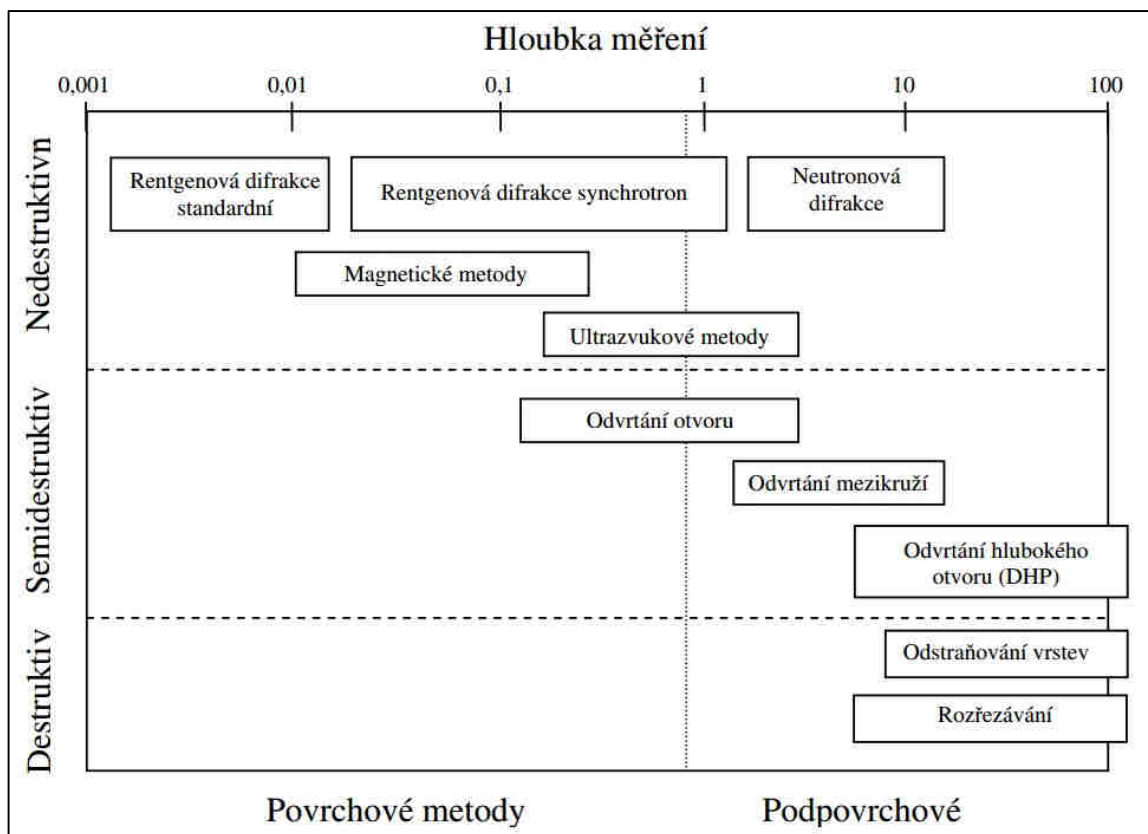 Hloubka měření
0,001 0,01 0,1 1 10 100
Nedestruktivn
Rentgenová difrakce
standardní
Rentgenová difrakce synchrotron
Neutronová
difrakce
Magnetické metody
Ultrazvukové metody
Semidestruktiv
Odvrtání otvoru
Odvrtání mezikruží
Odvrtání hlubokého
otvoru (DHP)
Destruktiv
Odstraňování vrstev
Rozřezávání
Povrchové metody
Podpovrchové